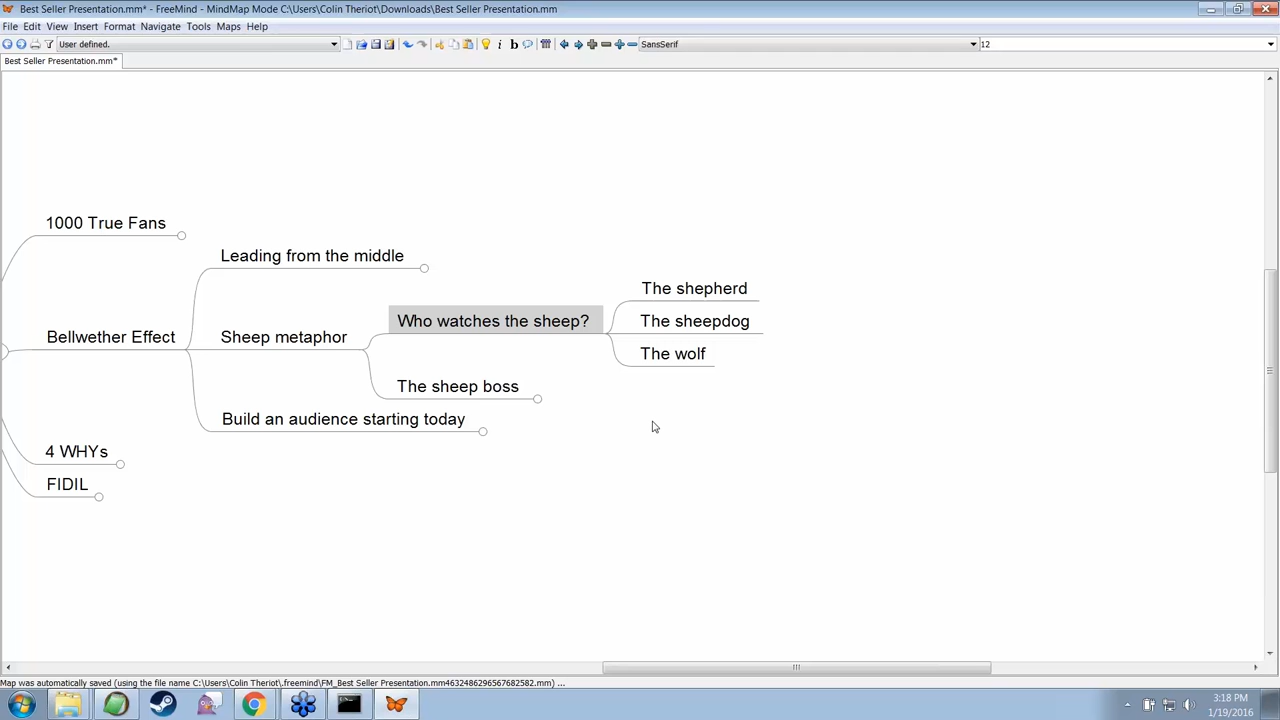 Best Seller Presentation.mm* - FreeMind - MindMap Mode C:\Users\Colin Theriot\Downloads\Best Seller Presentation.mm
File Edit View Insert Format Navigate Tools Maps Help
User defined.
SansSerif
12
Best Seller Presentation.mm*
1000 True Fans
Leading from the middle
The shepherd
Who watches the sheep?
The sheepdog
Bellwether Effect
Sheep metaphor
The wolf
The sheep boss
Build an audience starting today
4 WHYs
FIDIL
Map was automatically saved (using the file name C:\Users\Colin Theriot\.freemind\FM_Best Seller Presentation.mm4632486296567682582.mm) ...
3:18 PM
1/19/2016